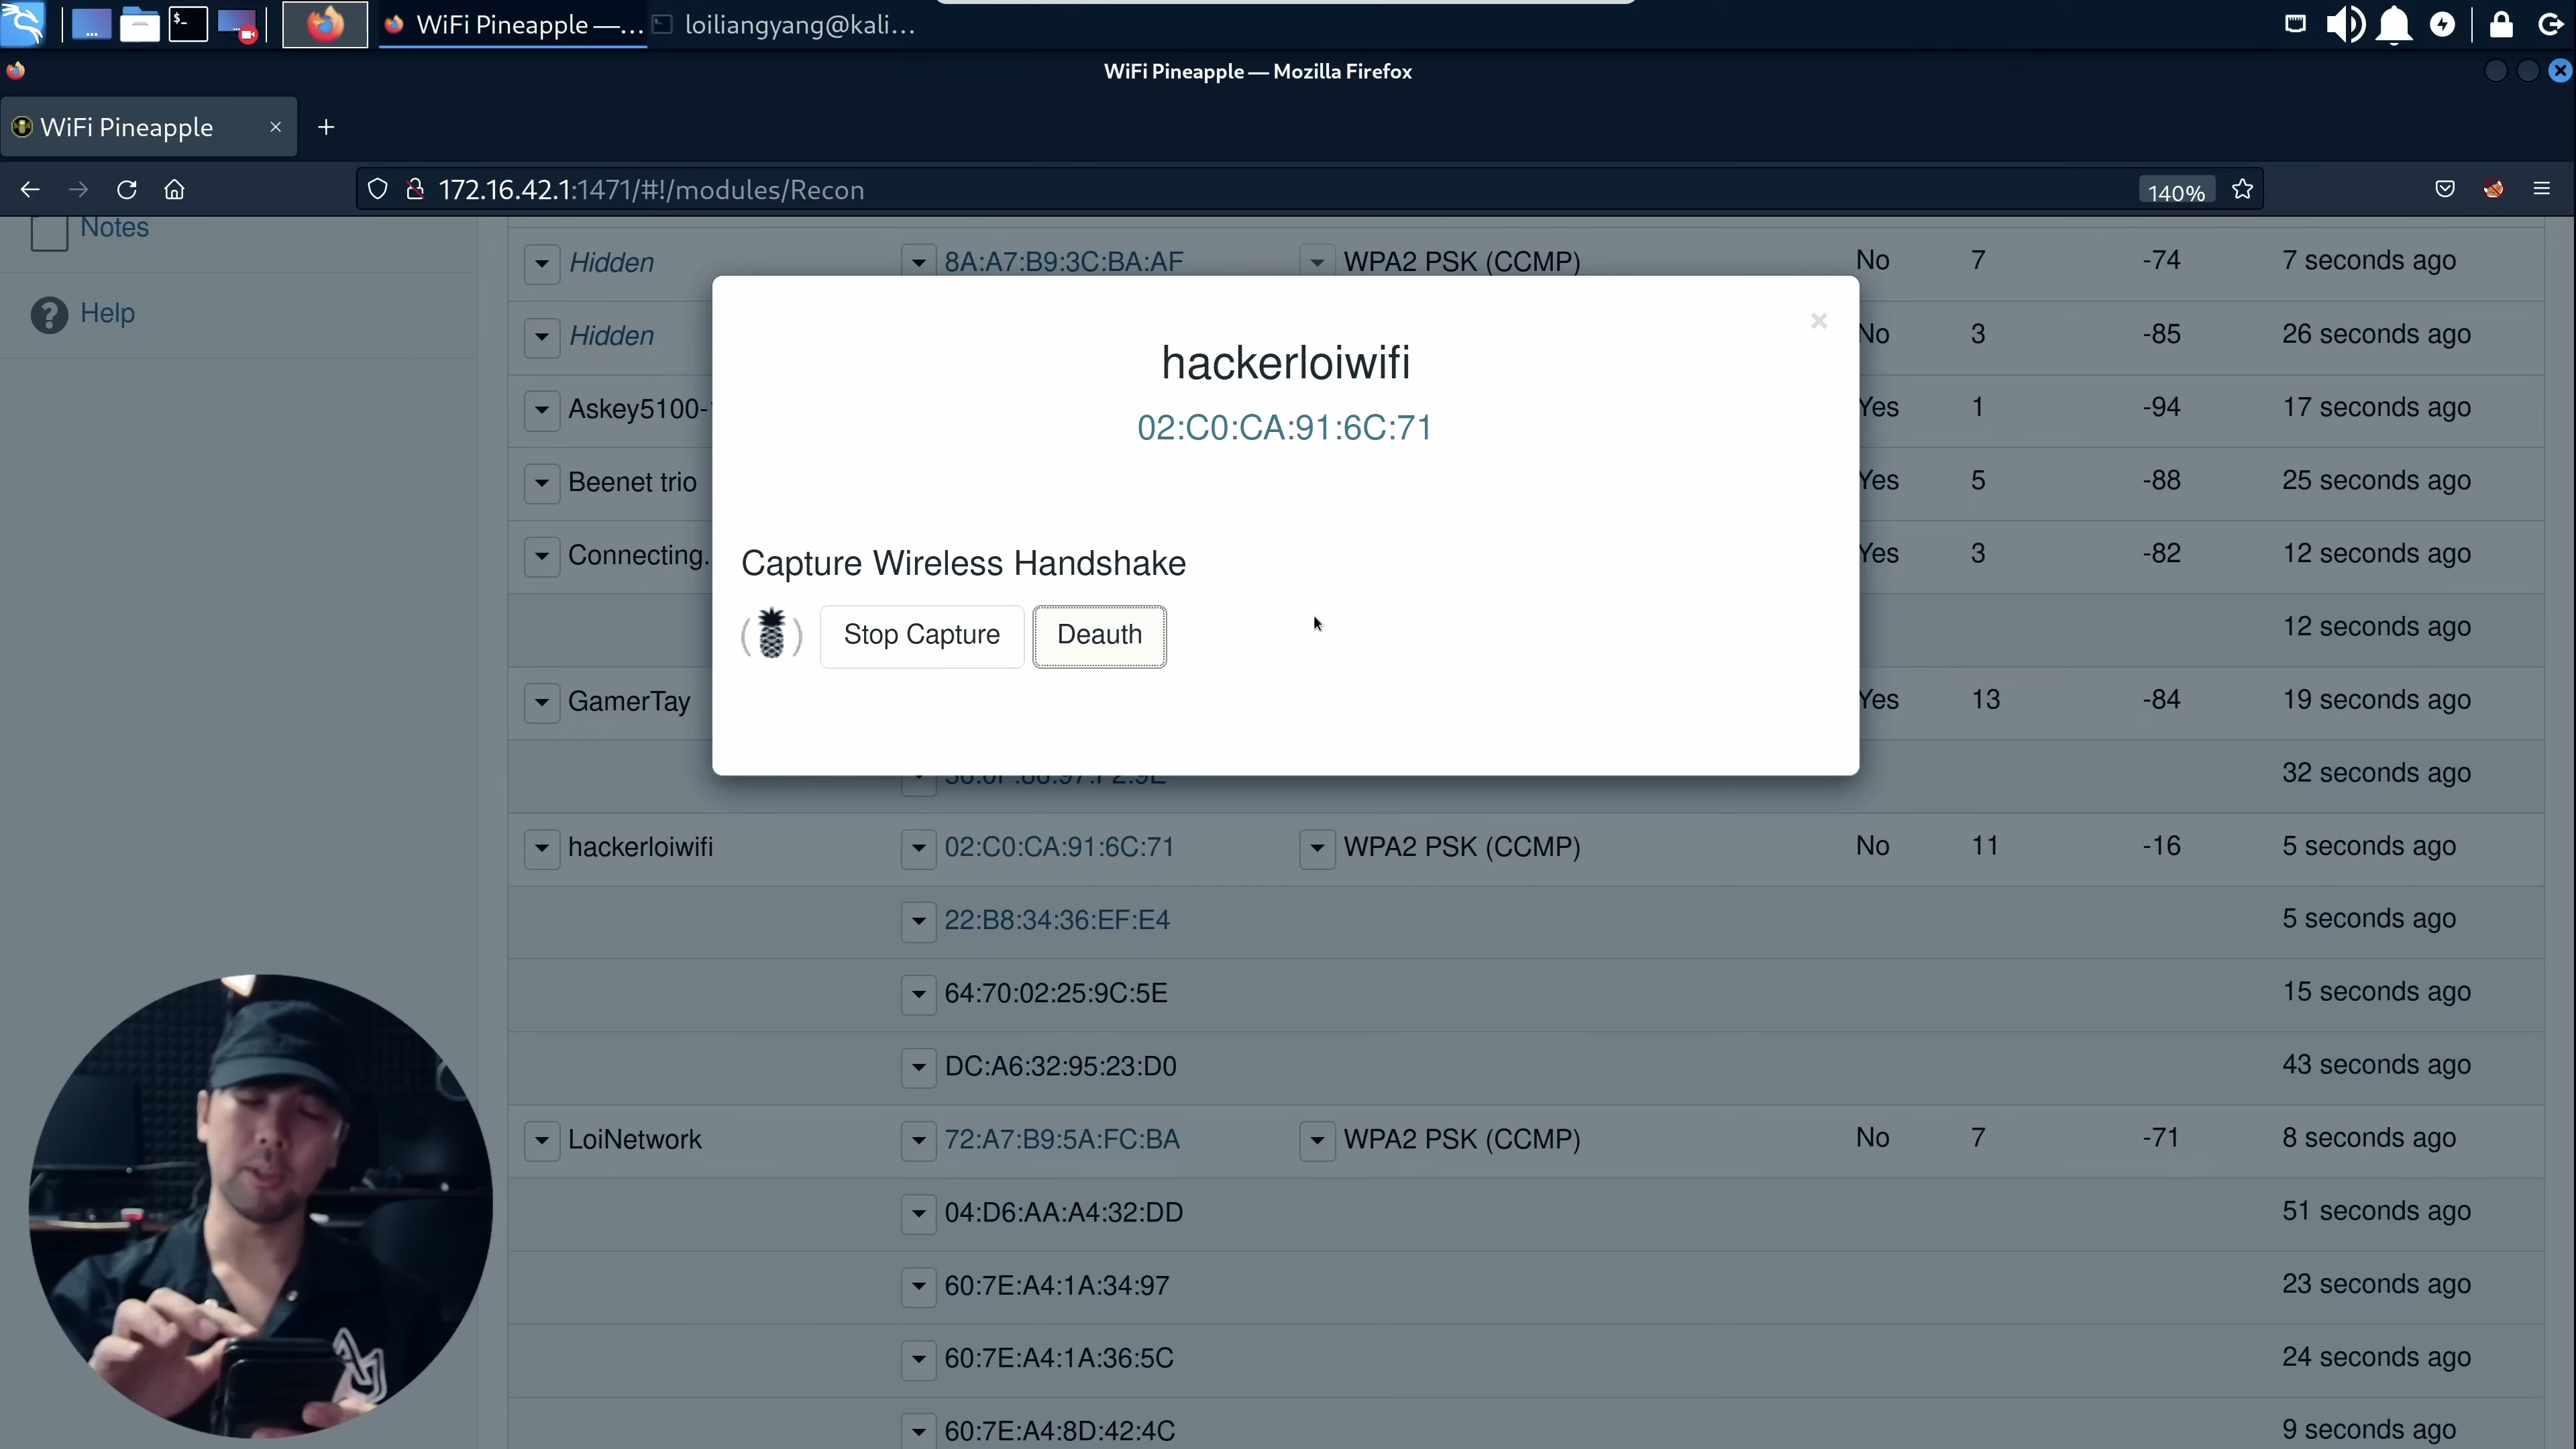 WiFi Pineapple —... loiliangyang@kali...
WiFi Pineapple — Mozilla Firefox
WiFi Pineapple
172.16.42.1:1471/#!/modules/Recon 140%
Notes
Help
Hidden 8A:A7:B9:3C:BA:AF WPA2 PSK (CCMP) No 7 -74 7 seconds ago
Hidden No 3 -85 26 seconds ago
Askey5100- Yes 1 -94 17 seconds ago
Beenet trio Yes 5 -88 25 seconds ago
Connecting. Yes 3 -82 12 seconds ago
12 seconds ago
GamerTay Yes 13 -84 19 seconds ago
32 seconds ago
hackerloiwifi
02:C0:CA:91:6C:71
Capture Wireless Handshake
Stop Capture Deauth
hackerloiwifi 02:C0:CA:91:6C:71 WPA2 PSK (CCMP) No 11 -16 5 seconds ago
22:B8:34:36:EF:E4 5 seconds ago
64:70:02:25:9C:5E 15 seconds ago
DC:A6:32:95:23:D0 43 seconds ago
LoiNetwork 72:A7:B9:5A:FC:BA WPA2 PSK (CCMP) No 7 -71 8 seconds ago
04:D6:AA:A4:32:DD 51 seconds ago
60:7E:A4:1A:34:97 23 seconds ago
60:7E:A4:1A:36:5C 24 seconds ago
60:7E:A4:8D:42:4C 9 seconds ago